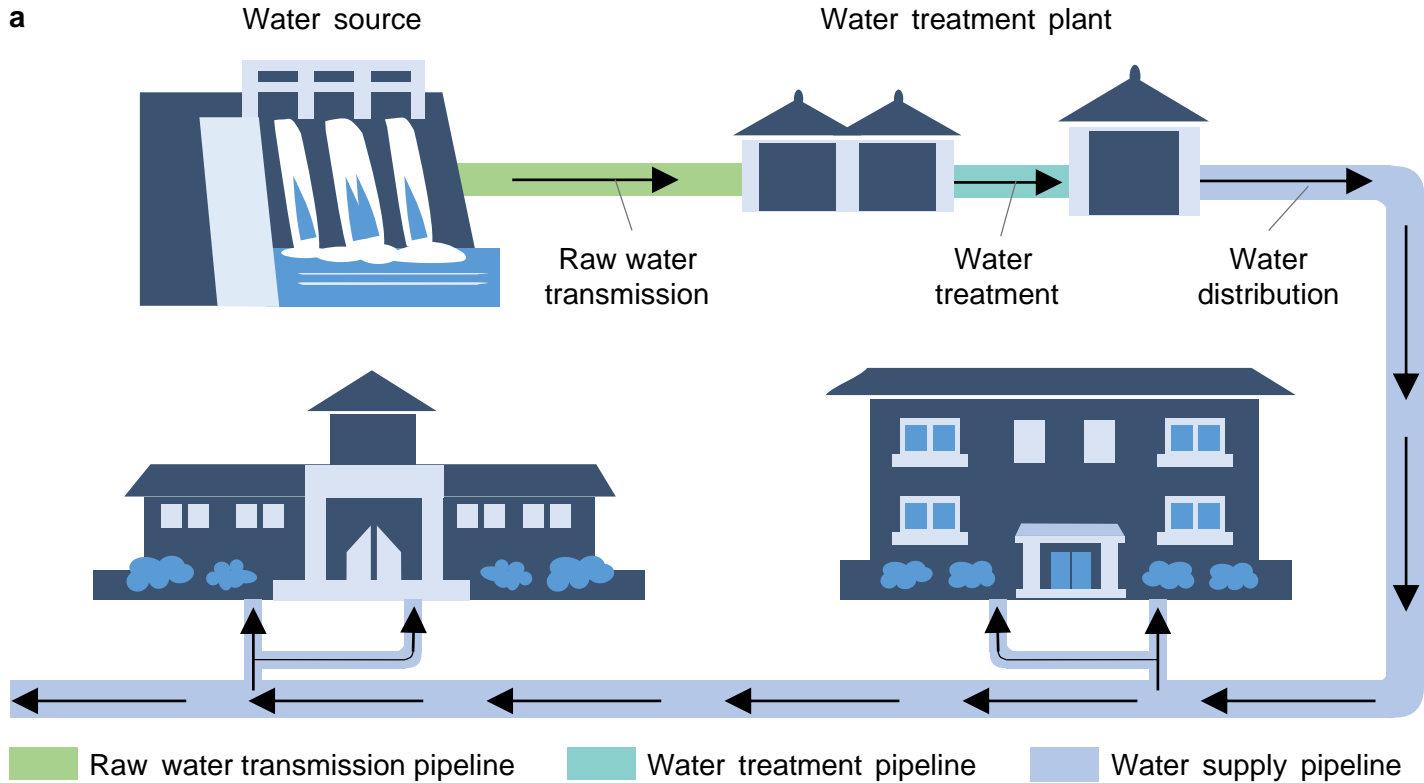 a
Water source
Water treatment plant
Raw water
transmission
Water
treatment
Water
distribution
Raw water transmission pipeline
Water treatment pipeline
Water supply pipeline